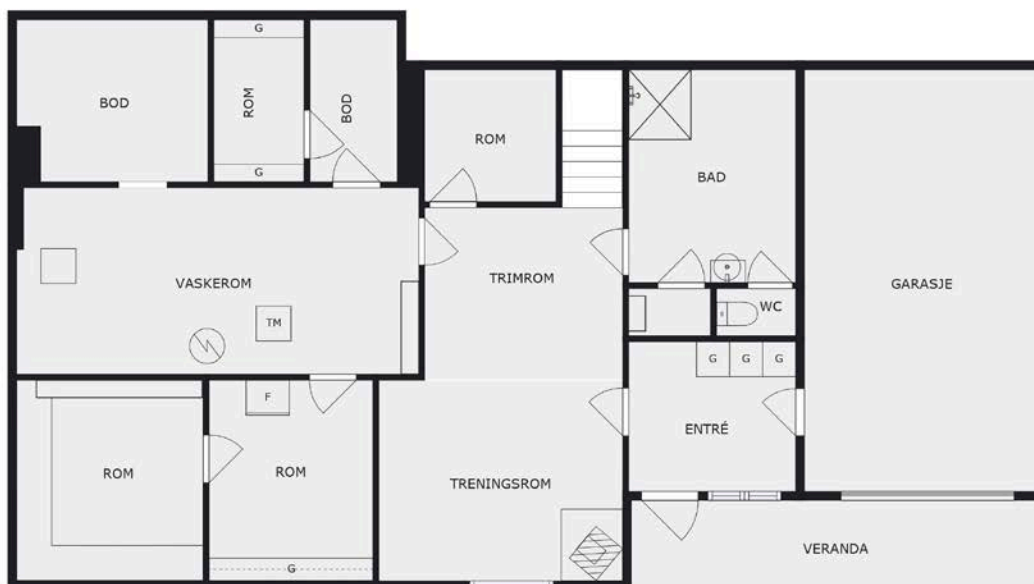 G
BOD
ROM
BOD
G
ROM
BAD
VASKEROM
TRIMROM
GARASJE
TM
WC
G G G
F
ENTRÉ
ROM
ROM
TRENINGSROM
G
VERANDA